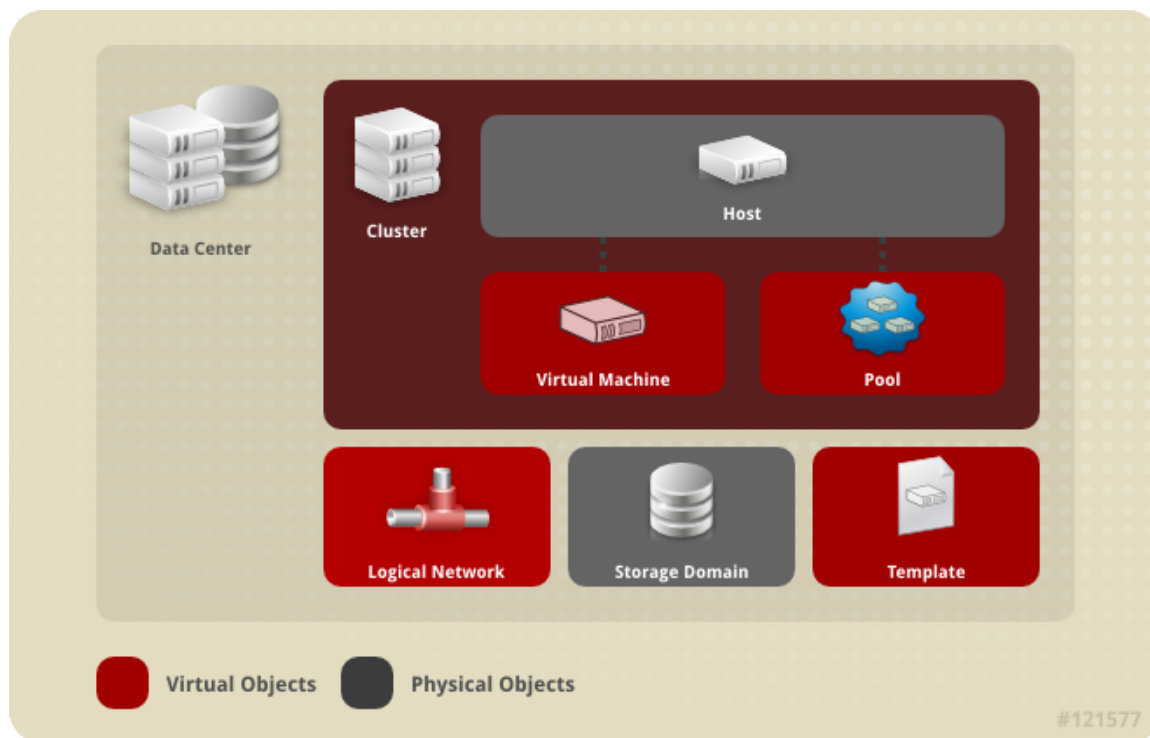 Data Center
Cluster
Host
Virtual Machine
Pool
Logical Network
Storage Domain
Template
Virtual Objects
Physical Objects
#121577